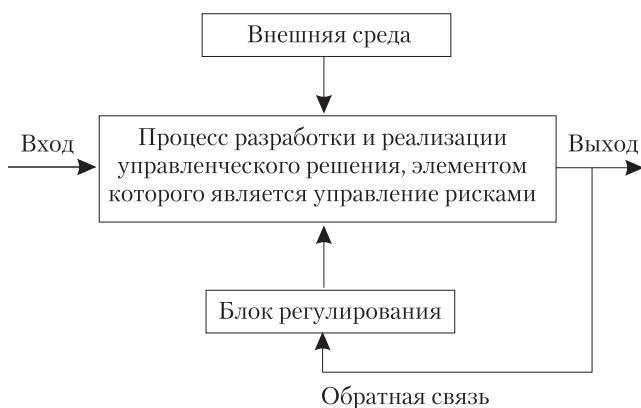 Внешняя среда
Вход
Процесс разработки и реализации
управленческого решения, элементом
которого является управление рисками
Выход
Блок регулирования
Обратная связь